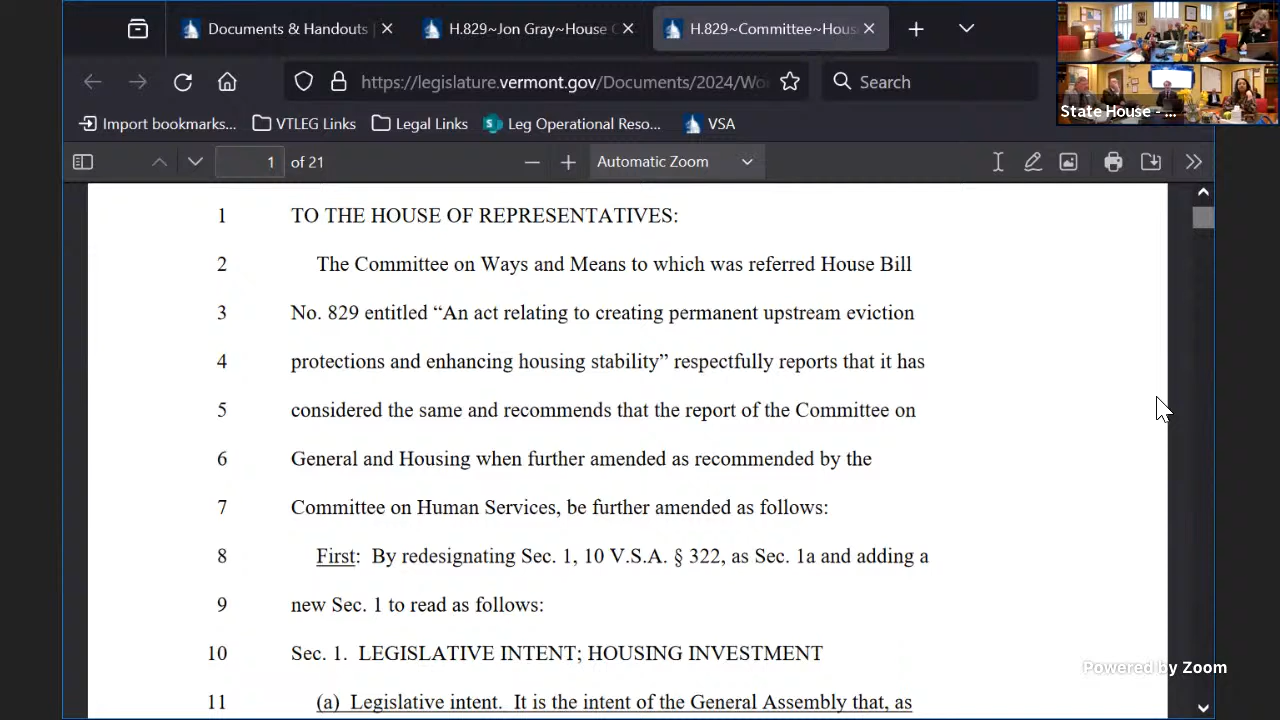 Documents & Handouts
H.829~Jon Gray~House
H.829~Committee~Hous
https://legislature.vermont.gov/Documents/2024/Wo
Search
Import bookmarks...
VTLEG Links
Legal Links
Leg Operational Reso...
VSA
State House - ...
1 of 21
Automatic Zoom
1 TO THE HOUSE OF REPRESENTATIVES:
2 The Committee on Ways and Means to which was referred House Bill
3 No. 829 entitled “An act relating to creating permanent upstream eviction
4 protections and enhancing housing stability” respectfully reports that it has
5 considered the same and recommends that the report of the Committee on
6 General and Housing when further amended as recommended by the
7 Committee on Human Services, be further amended as follows:
8 First: By redesignating Sec. 1, 10 V.S.A. § 322, as Sec. 1a and adding a
9 new Sec. 1 to read as follows:
10 Sec. 1. LEGISLATIVE INTENT; HOUSING INVESTMENT
Powered by Zoom
11 (a) Legislative intent. It is the intent of the General Assembly that, as